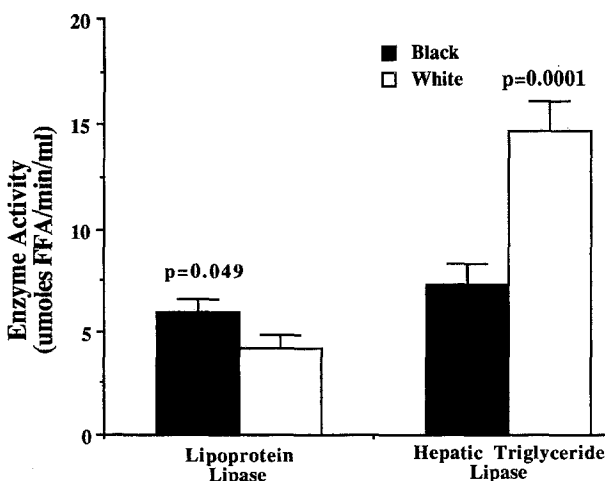 20
15
10
5
0
Enzyme Activity
(umoles FFA/min/ml)
Black
White
p=0.0001
p=0.049
Lipoprotein
Lipase
Hepatic Triglyceride
Lipase